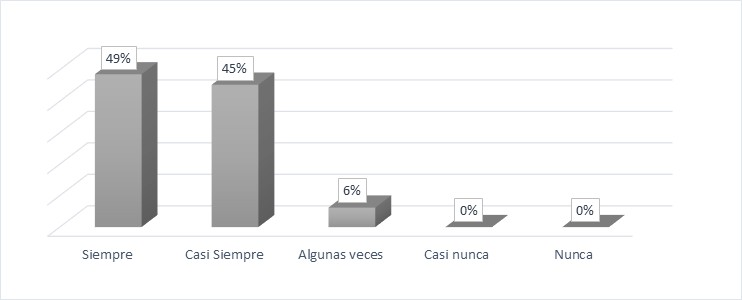 49%
45%
6%
0%
0%
Siempre
Casi Siempre
Algunas veces
Casi nunca
Nunca